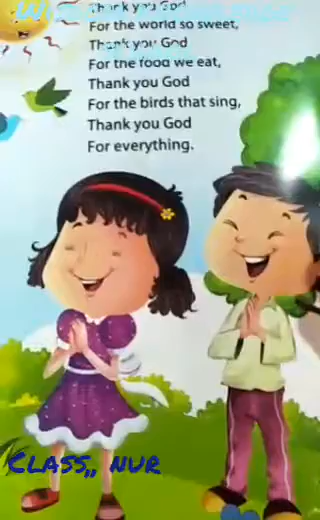 Thank you God
For the world so sweet,
Thank you God
For the food we eat,
Thank you God
For the birds that sing,
Thank you God
For everything.
CLASS,, NUR